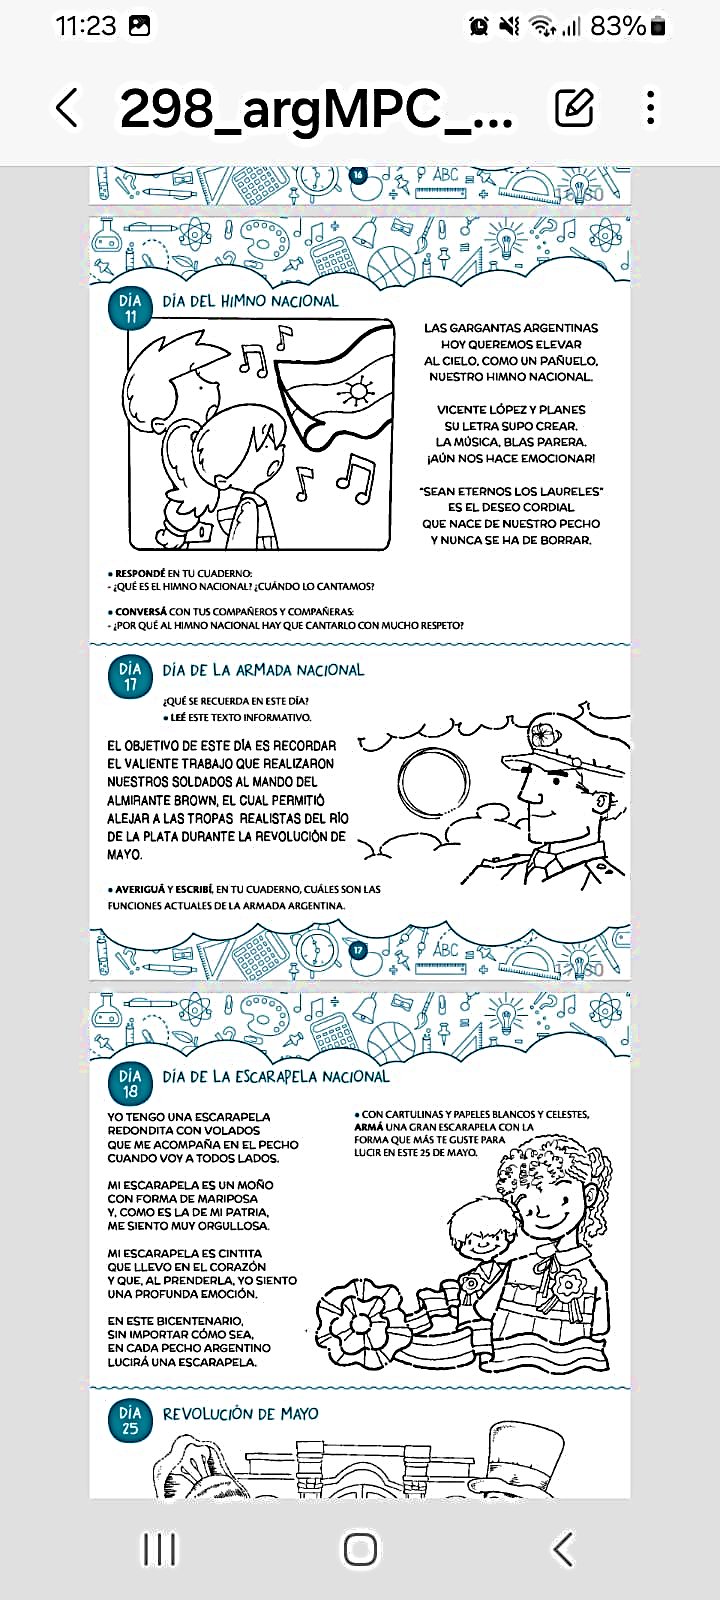 11:23
83%
298_argMPC_...
16
ABC
DÍA
11
DÍA DEL HIMNO NACIONAL
LAS GARGANTAS ARGENTINAS
HOY QUEREMOS ELEVAR
AL CIELO, COMO UN PAÑUELO,
NUESTRO HIMNO NACIONAL.
VICENTE LÓPEZ Y PLANES
SU LETRA SUPO CREAR.
LA MÚSICA, BLAS PARERA.
¡AÚN NOS HACE EMOCIONAR!
"SEAN ETERNOS LOS LAURELES"
ES EL DESEO CORDIAL
QUE NACE DE NUESTRO PECHO
Y NUNCA SE HA DE BORRAR.
• RESPONDÉ EN TU CUADERNO:
- ¿QUÉ ES EL HIMNO NACIONAL? ¿CUÁNDO LO CANTAMOS?
• CONVERSÁ CON TUS COMPAÑEROS Y COMPAÑERAS:
- ¿POR QUÉ AL HIMNO NACIONAL HAY QUE CANTARLO CON MUCHO RESPETO?
DÍA
17
DÍA DE LA ARMADA NACIONAL
¿QUÉ SE RECUERDA EN ESTE DÍA?
• LEÉ ESTE TEXTO INFORMATIVO.
EL OBJETIVO DE ESTE DÍA ES RECORDAR
EL VALIENTE TRABAJO QUE REALIZARON
NUESTROS SOLDADOS AL MANDO DEL
ALMIRANTE BROWN, EL CUAL PERMITIÓ
ALEJAR A LAS TROPAS REALISTAS DEL RÍO
DE LA PLATA DURANTE LA REVOLUCIÓN DE
MAYO.
• AVERIGUÁ Y ESCRIBÍ, EN TU CUADERNO, CUÁLES SON LAS
FUNCIONES ACTUALES DE LA ARMADA ARGENTINA.
17
ABC
DÍA
18
DÍA DE LA ESCARAPELA NACIONAL
YO TENGO UNA ESCARAPELA
REDONDITA CON VOLADOS
QUE ME ACOMPAÑA EN EL PECHO
CUANDO VOY A TODOS LADOS.
MI ESCARAPELA ES UN MOÑO
CON FORMA DE MARIPOSA
Y, COMO ES LA DE MI PATRIA,
ME SIENTO MUY ORGULLOSA.
MI ESCARAPELA ES CINTITA
QUE LLEVO EN EL CORAZÓN
Y QUE, AL PRENDERLA, YO SIENTO
UNA PROFUNDA EMOCIÓN.
EN ESTE BICENTENARIO,
SIN IMPORTAR CÓMO SEA,
EN CADA PECHO ARGENTINO
LUCIRÁ UNA ESCARAPELA.
• CON CARTULINAS Y PAPELES BLANCOS Y CELESTES,
ARMÁ UNA GRAN ESCARAPELA CON LA
FORMA QUE MÁS TE GUSTE PARA
LUCIR EN ESTE 25 DE MAYO.
DÍA
25
REVOLUCIÓN DE MAYO